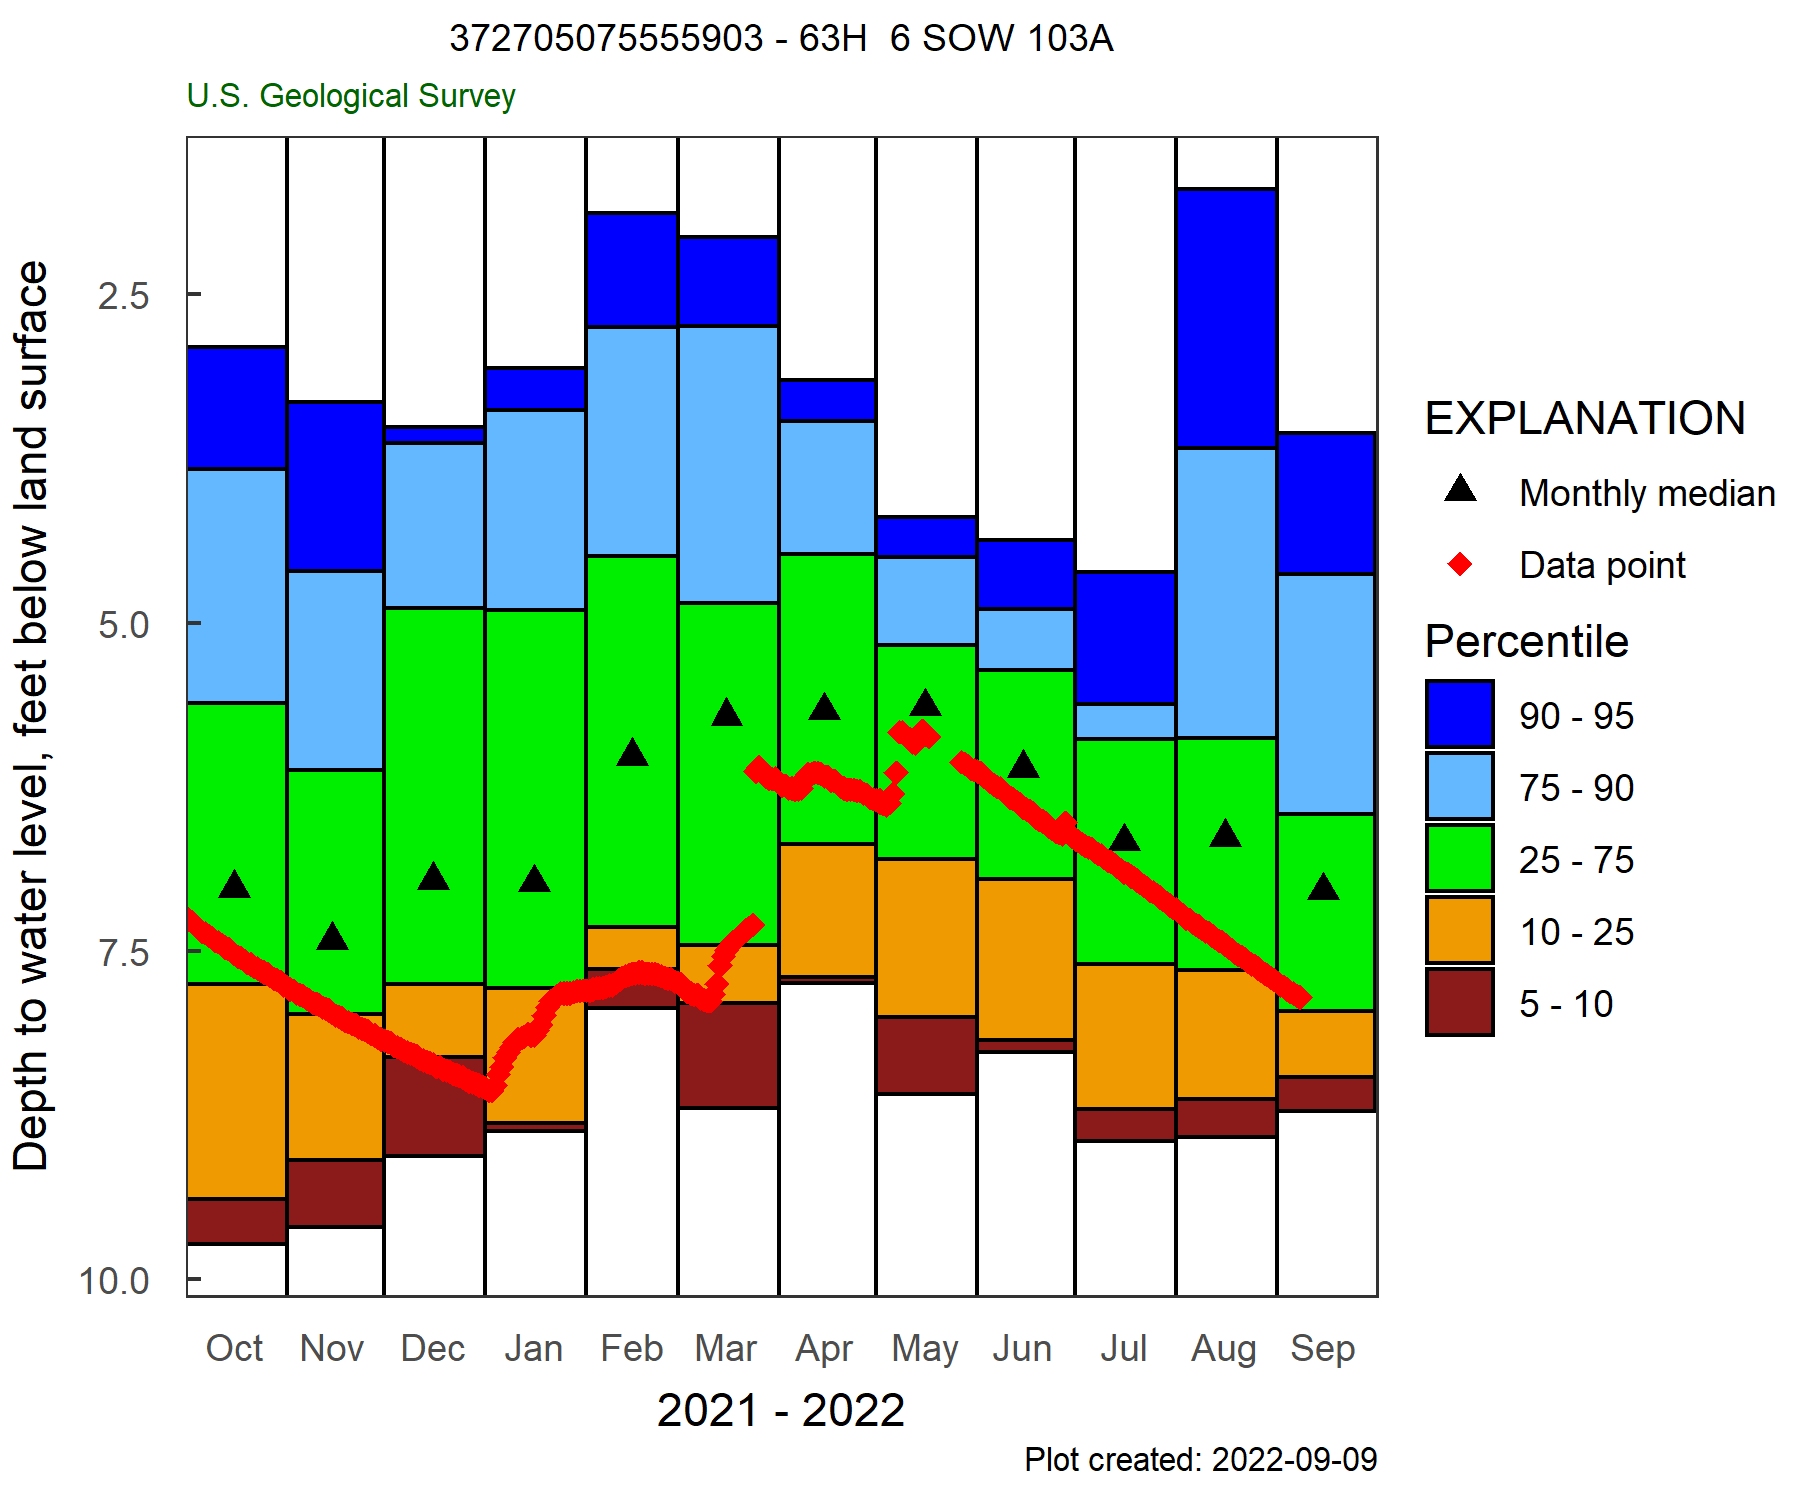 372705075555903 - 63H  6 SOW 103A
U.S. Geological Survey
Depth to water level, feet below land surface
2.5
5.0
7.5
10.0
Oct Nov Dec Jan Feb Mar Apr May Jun Jul Aug Sep
2021 - 2022
Plot created: 2022-09-09
EXPLANATION
Monthly median
Data point
Percentile
90 - 95
75 - 90
25 - 75
10 - 25
5 - 10